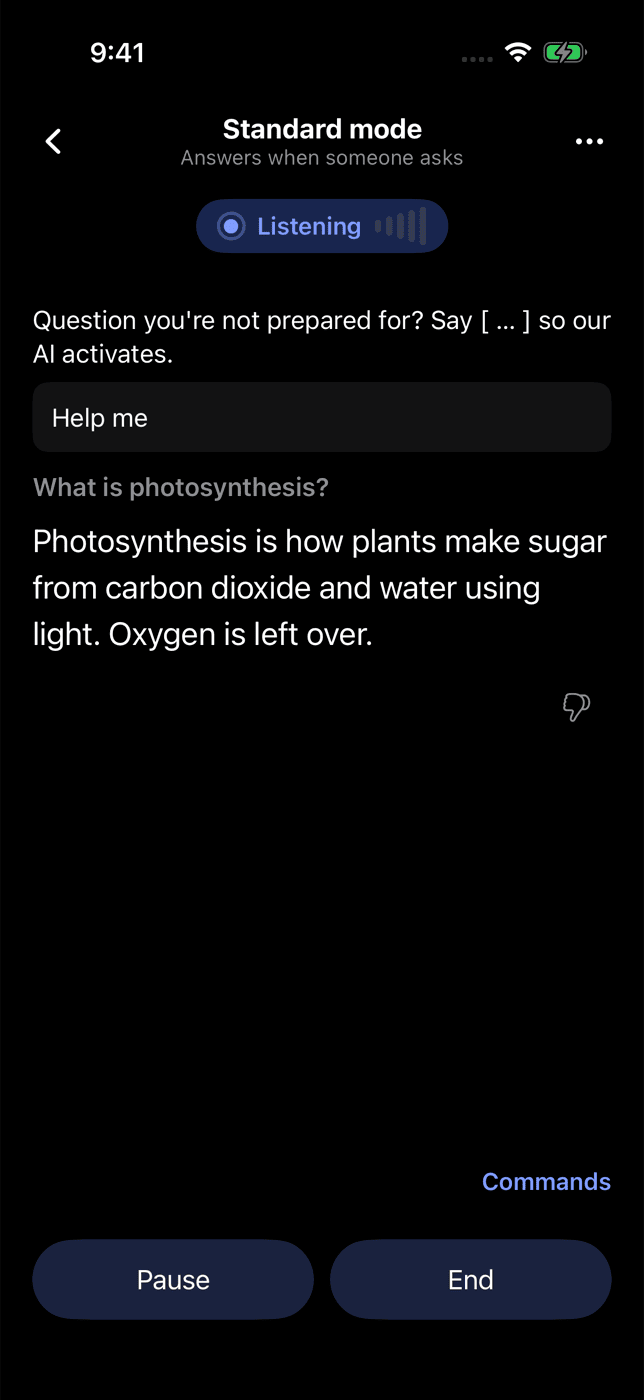 9:41
Standard mode
Answers when someone asks
Listening
Question you're not prepared for? Say [ ... ] so our
AI activates.
Help me
What is photosynthesis?
Photosynthesis is how plants make sugar
from carbon dioxide and water using
light. Oxygen is left over.
Commands
Pause
End